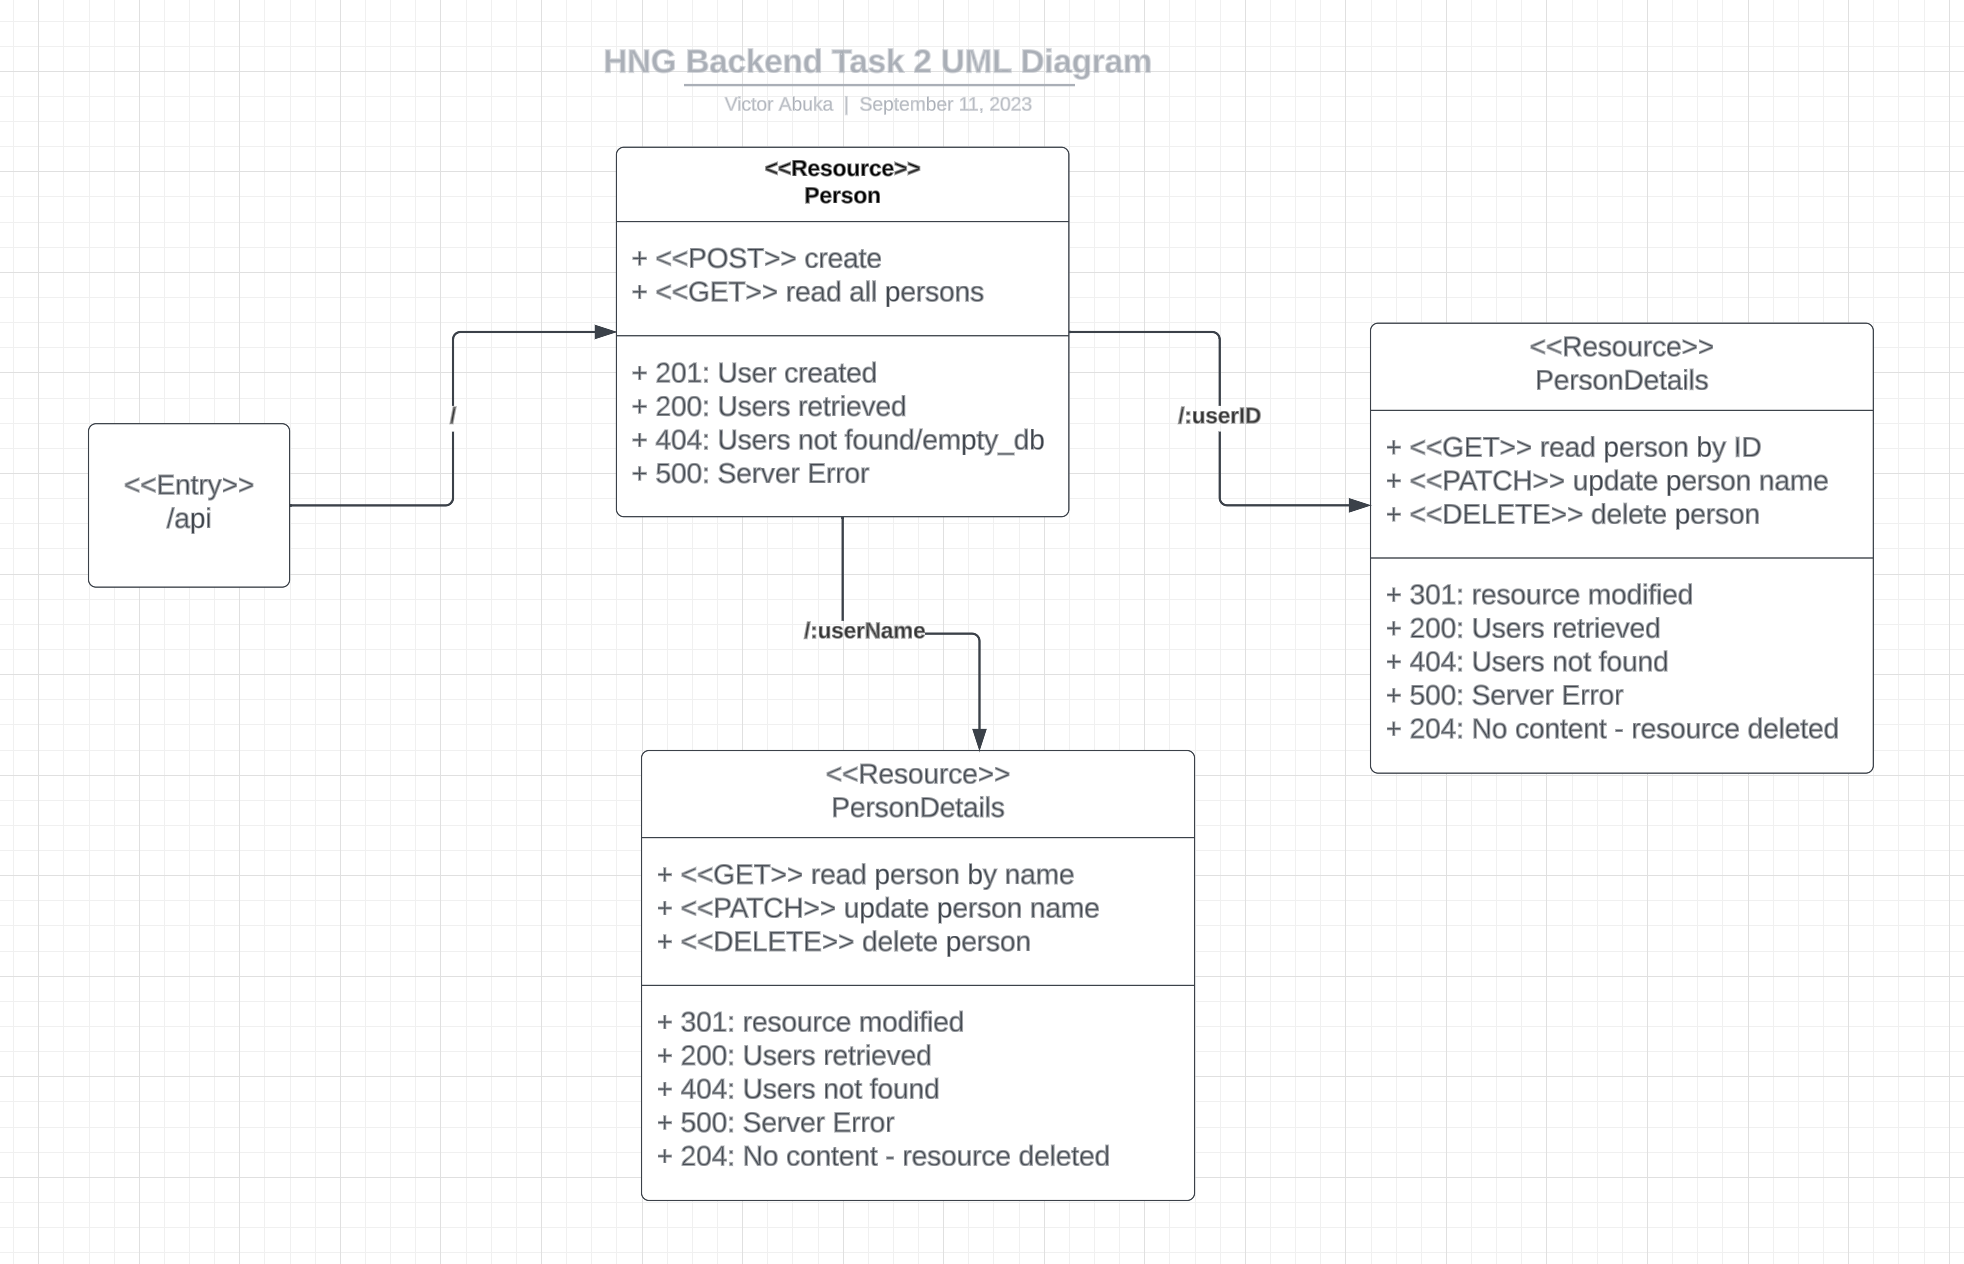 HNG Backend Task 2 UML Diagram
Victor Abuka | September 11, 2023
<<Resource>>
Person
+ <<POST>> create
+ <<GET>> read all persons
+ 201: User created
+ 200: Users retrieved
+ 404: Users not found/empty_db
+ 500: Server Error
/
<<Entry>>
/api
/:userID
<<Resource>>
PersonDetails
+ <<GET>> read person by ID
+ <<PATCH>> update person name
+ <<DELETE>> delete person
+ 301: resource modified
+ 200: Users retrieved
+ 404: Users not found
+ 500: Server Error
+ 204: No content - resource deleted
/:userName
<<Resource>>
PersonDetails
+ <<GET>> read person by name
+ <<PATCH>> update person name
+ <<DELETE>> delete person
+ 301: resource modified
+ 200: Users retrieved
+ 404: Users not found
+ 500: Server Error
+ 204: No content - resource deleted